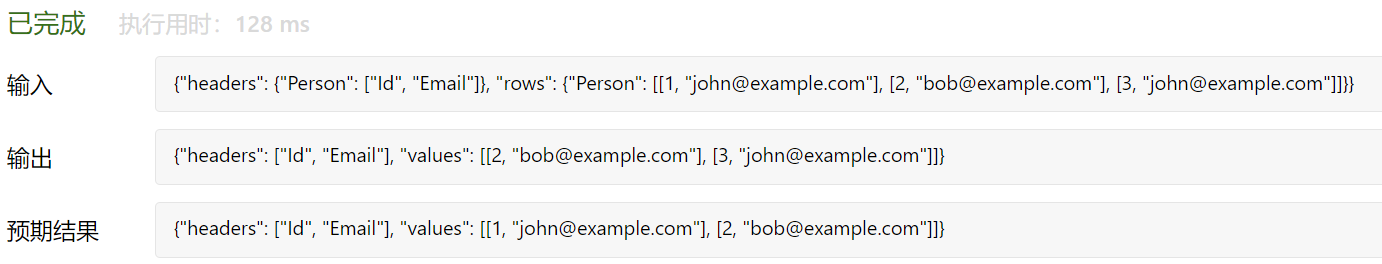 已完成 执行用时：128 ms
输入 {"headers": {"Person": ["Id", "Email"]}, "rows": {"Person": [[1, "john@example.com"], [2, "bob@example.com"], [3, "john@example.com"]]}}
输出 {"headers": ["Id", "Email"], "values": [[2, "bob@example.com"], [3, "john@example.com"]]}
预期结果 {"headers": ["Id", "Email"], "values": [[1, "john@example.com"], [2, "bob@example.com"]]}